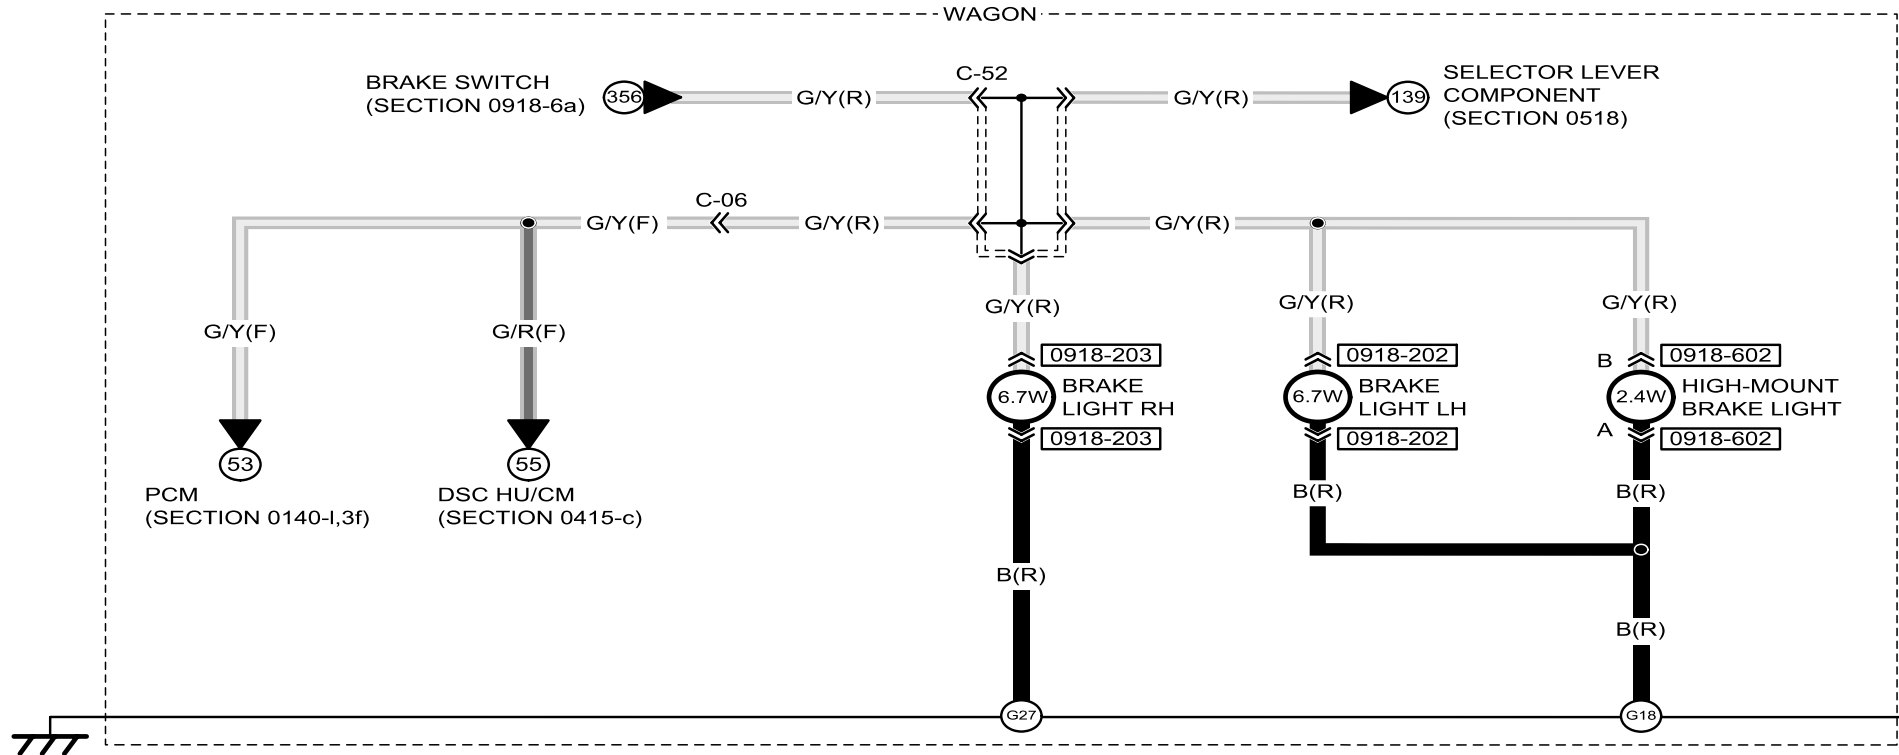 WAGON
BRAKE SWITCH
(SECTION 0918-6a)
356
G/Y(R)
C-52
G/Y(R)
139
SELECTOR LEVER
COMPONENT
(SECTION 0518)
C-06
G/Y(F)
G/Y(R)
G/Y(R)
G/Y(F)
G/R(F)
G/Y(R)
G/Y(R)
G/Y(R)
0918-203
0918-202
B
0918-602
6.7W
BRAKE
LIGHT RH
6.7W
BRAKE
LIGHT LH
2.4W
HIGH-MOUNT
BRAKE LIGHT
0918-203
0918-202
A
0918-602
53
PCM
(SECTION 0140-l,3f)
55
DSC HU/CM
(SECTION 0415-c)
B(R)
B(R)
B(R)
B(R)
G27
G18